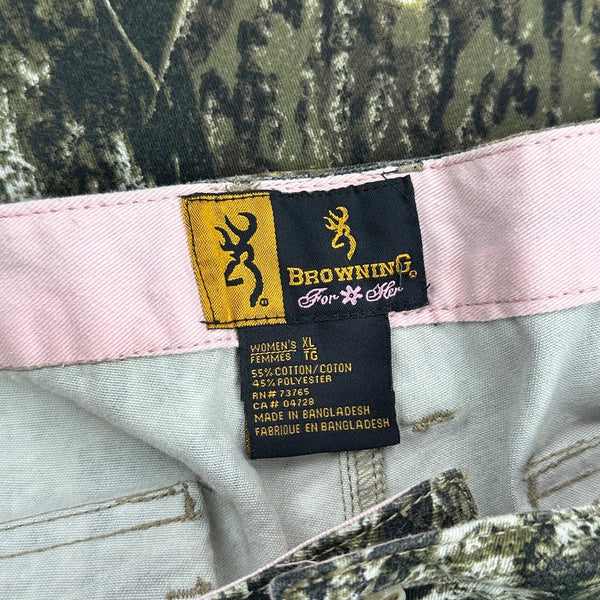 BROWNING
For Her
WOMEN'S XL
FEMMES TG
55% COTTON/COTON
45% POLYESTER
RN# 73765
CA# 04728
MADE IN BANGLADESH
FABRIQUE EN BANGLADESH